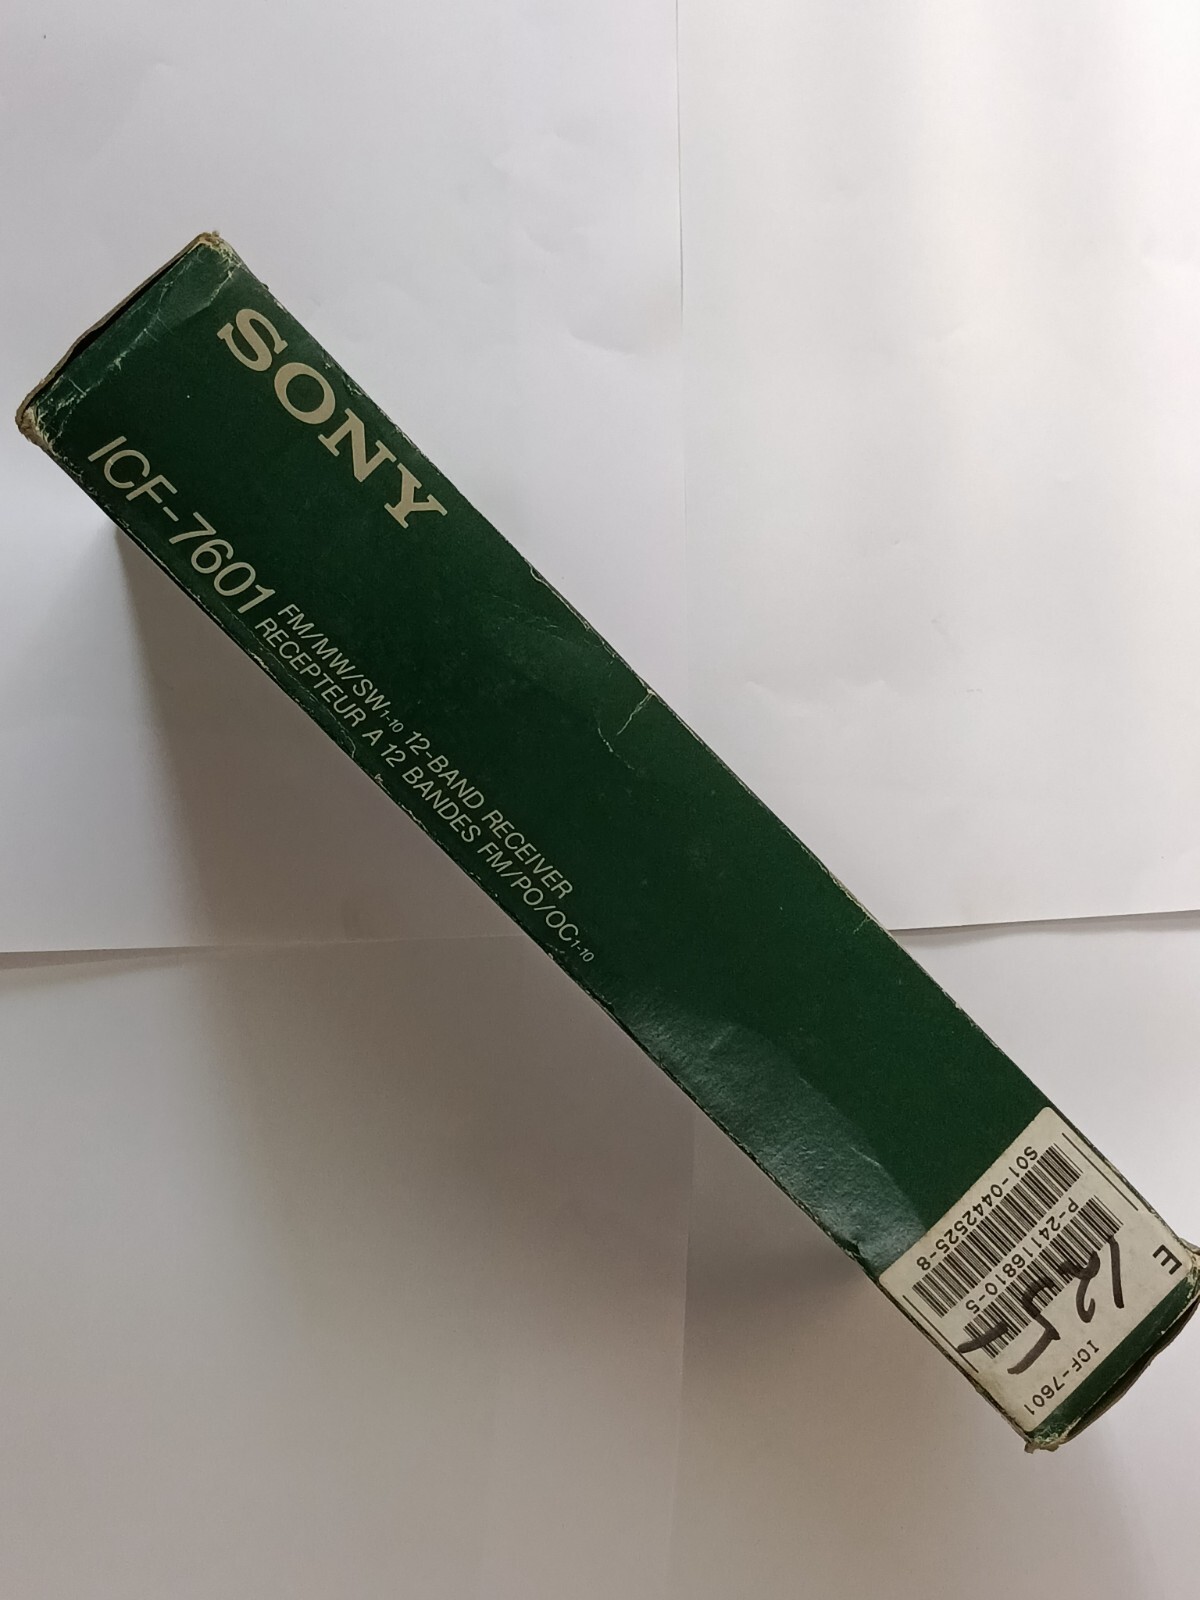 SONY
ICF-7601
FM/MW/SW1-10 12-BAND RECEIVER
RECEPTEUR A 12 BANDES FM/PO/OC1-10
S01-0442525-8
P-24116810-5
E
ICF-7601